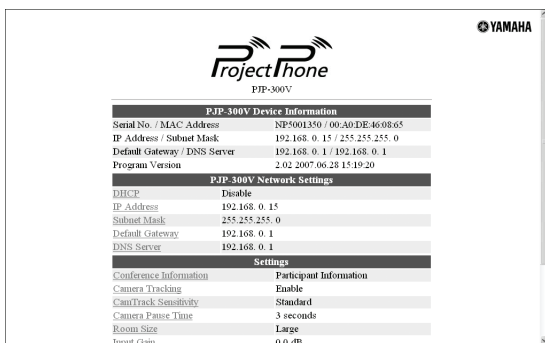 YAMAHA
ProjectPhone
PJP-300V
PJP-300V Device Information
Serial No. / MAC Address NP5001350 / 00:A0:DE:46:08:65
IP Address / Subnet Mask 192.168. 0. 15 / 255.255.255. 0
Default Gateway / DNS Server 192.168. 0. 1 / 192.168. 0. 1
Program Version 2.02 2007.06.28 15:19:20
PJP-300V Network Settings
DHCP Disable
IP Address 192.168. 0. 15
Subnet Mask 255.255.255. 0
Default Gateway 192.168. 0. 1
DNS Server 192.168. 0. 1
Settings
Conference Information Participant Information
Camera Tracking Enable
CamTrack Sensitivity Standard
Camera Pause Time 3 seconds
Room Size Large
Input Gain 0.0 dB